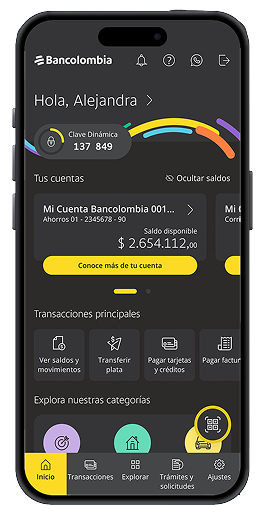 Bancolombia
Hola, Alejandra
Clave Dinámica
137 849
Tus cuentas
Ocultar saldos
Mi Cuenta Bancolombia 001...
Ahorros 01 - 2345678 - 90
Saldo disponible
$ 2.654.112,00
Conoce más de tu cuenta
Mi C
Corri
Transacciones principales
Ver saldos y
movimientos
Transferir
plata
Pagar tarjetas
y créditos
Pagar factur
Explora nuestras categorías
Inicio
Transacciones
Explorar
Trámites y
solicitudes
Ajustes